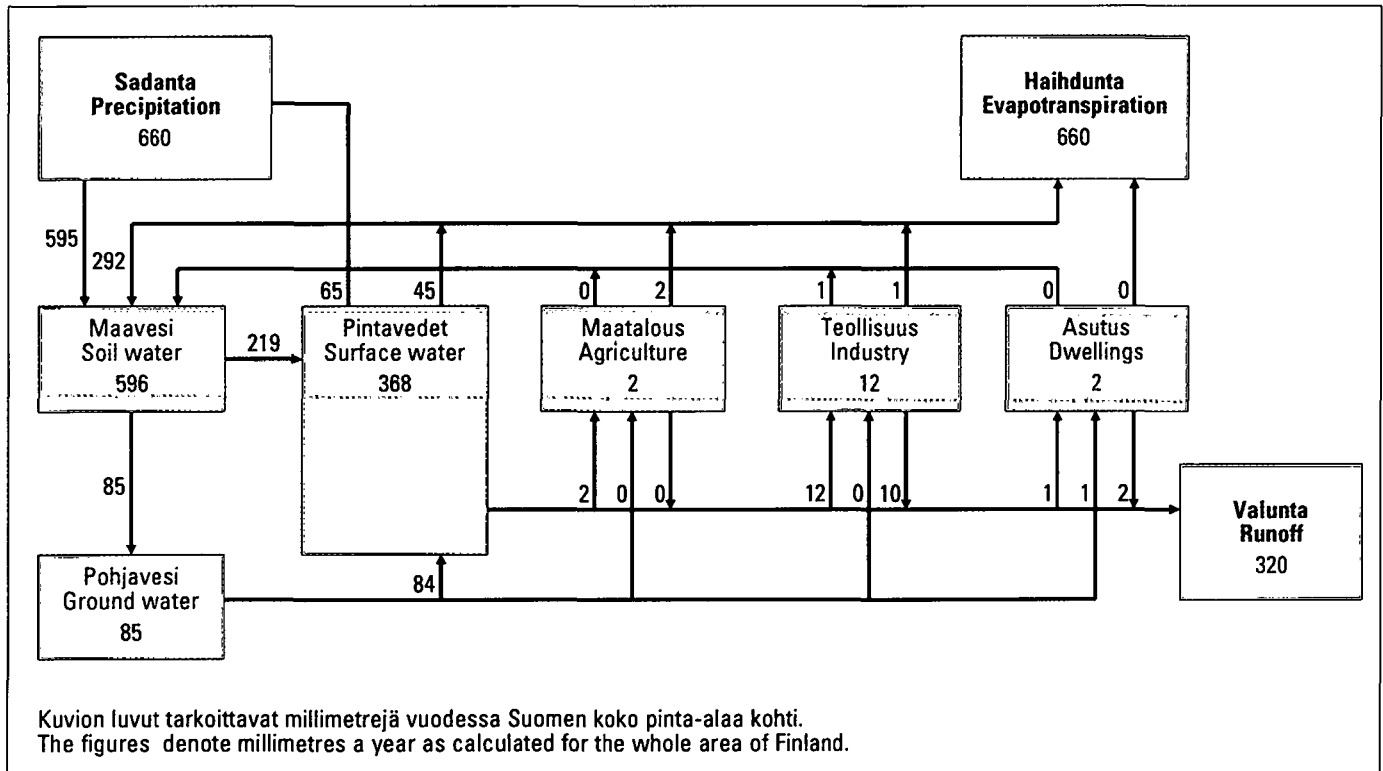 Sadanta
Precipitation
660
Haihdunta
Evapotranspiration
660
595
292
65
45
0
2
1
1
0
0
Maavesi
Soil water
596
219
Pintavedet
Surface water
368
Maatalous
Agriculture
2
Teollisuus
Industry
12
Asutus
Dwellings
2
85
2
0
0
12
0
10
1
1
2
Valunta
Runoff
320
Pohjavesi
Ground water
85
84
Kuvion luvut tarkoittavat millimetrejä vuodessa Suomen koko pinta-alaa kohti.
The figures denote millimetres a year as calculated for the whole area of Finland.